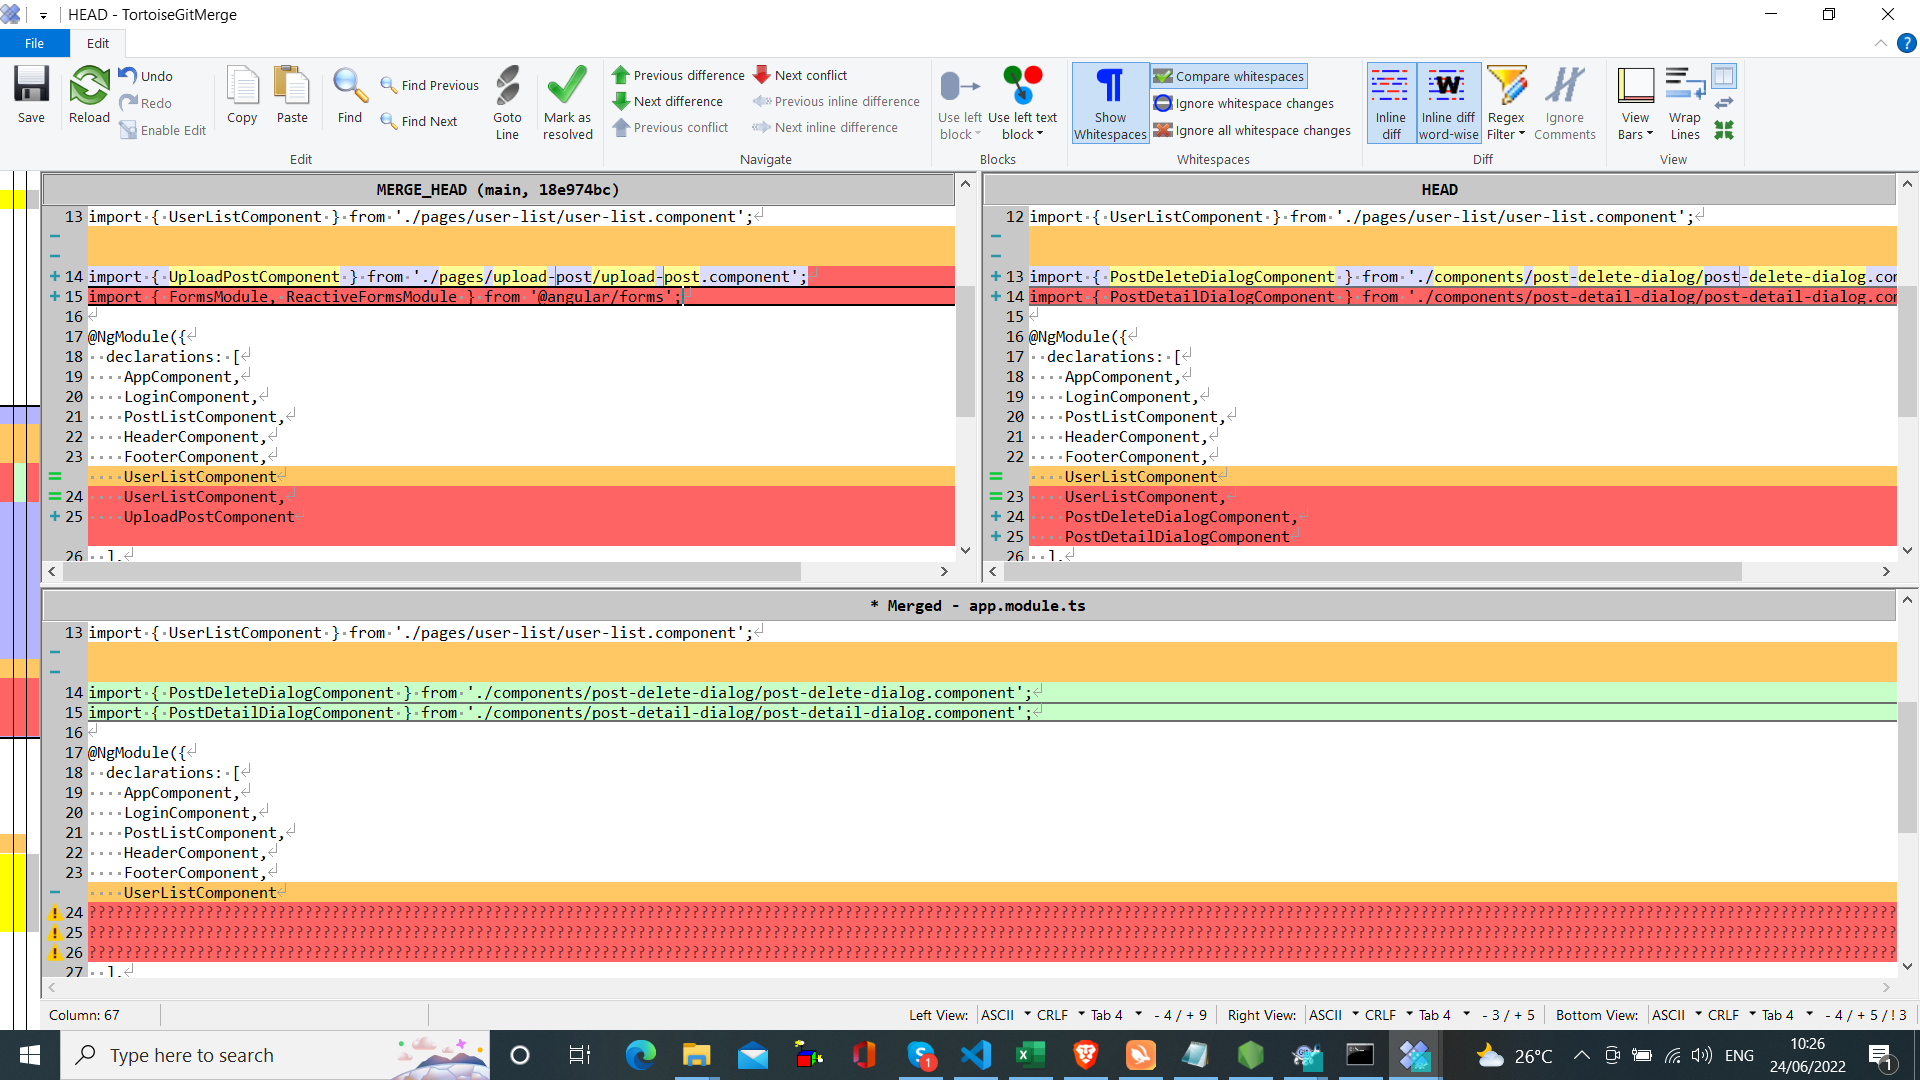 HEAD - TortoiseGitMerge
File
Edit
Save
Reload
Undo
Redo
Enable Edit
Copy
Paste
Edit
Find
Find Previous
Find Next
Goto
Line
Mark as
resolved
Previous difference
Next difference
Previous conflict
Next conflict
Previous inline difference
Next inline difference
Navigate
Use left
block
Use left text
block
Blocks
Show
Whitespaces
Compare whitespaces
Ignore whitespace changes
Ignore all whitespace changes
Whitespaces
Inline
diff
Inline diff
word-wise
Regex
Filter
Ignore
Comments
Diff
View
Bars
Wrap
Lines
View
MERGE_HEAD (main, 18e974bc)
13 import { UserListComponent } from './pages/user-list/user-list.component';
14 import { UploadPostComponent } from './pages/upload-post/upload-post.component';
15 import { FormsModule, ReactiveFormsModule } from '@angular/forms';
16
17 @NgModule({
18 declarations: [
19 AppComponent,
20 LoginComponent,
21 PostListComponent,
22 HeaderComponent,
23 FooterComponent,
UserListComponent
24 UserListComponent,
25 UploadPostComponent
26 ],
HEAD
12 import { UserListComponent } from './pages/user-list/user-list.component';
13 import { PostDeleteDialogComponent } from './components/post-delete-dialog/post-delete-dialog.con
14 import { PostDetailDialogComponent } from './components/post-detail-dialog/post-detail-dialog.con
15
16 @NgModule({
17 declarations: [
18 AppComponent,
19 LoginComponent,
20 PostListComponent,
21 HeaderComponent,
22 FooterComponent,
UserListComponent
23 UserListComponent,
24 PostDeleteDialogComponent,
25 PostDetailDialogComponent
26 ],
* Merged - app.module.ts
13 import { UserListComponent } from './pages/user-list/user-list.component';
14 import { PostDeleteDialogComponent } from './components/post-delete-dialog/post-delete-dialog.component';
15 import { PostDetailDialogComponent } from './components/post-detail-dialog/post-detail-dialog.component';
16
17 @NgModule({
18 declarations: [
19 AppComponent,
20 LoginComponent,
21 PostListComponent,
22 HeaderComponent,
23 FooterComponent,
UserListComponent
24
25
26
27 ],
Column: 67
Left View: ASCII CRLF Tab 4 - 4 / + 9
Right View: ASCII CRLF Tab 4 - 3 / + 5
Bottom View: ASCII CRLF Tab 4 - 4 / + 5 / ! 3
Type here to search
26°C
ENG
10:26
24/06/2022
1